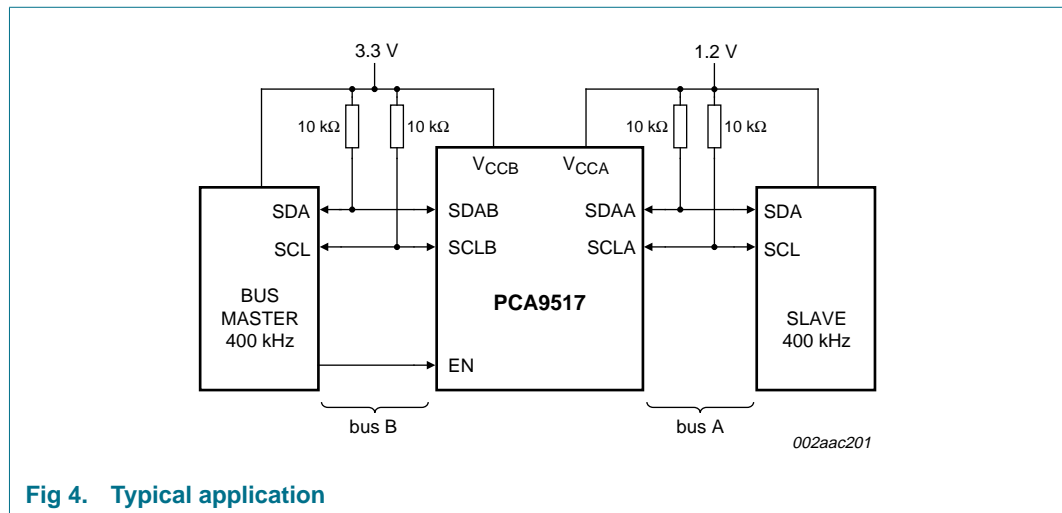 3.3 V
1.2 V
10 kΩ
10 kΩ
10 kΩ
10 kΩ
VCCB
VCCA
SDA
SDAB
SDAA
SDA
SCL
SCLB
SCLA
SCL
PCA9517
BUS
MASTER
400 kHz
SLAVE
400 kHz
EN
bus B
bus A
002aac201
Fig 4. Typical application